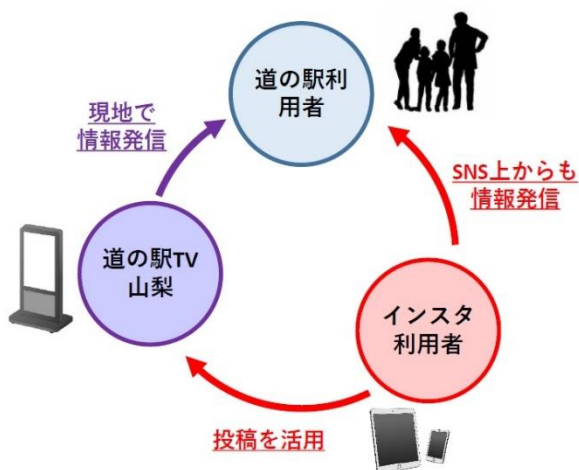 道の駅利
用者
現地で
情報発信
SNS上からも
情報発信
道の駅TV
山梨
インスタ
利用者
投稿を活用